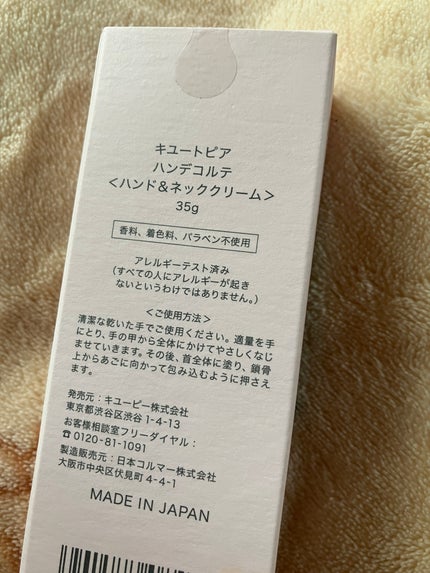 キユートピア
ハンデコルテ
<ハンド&ネッククリーム>
35g
香料、着色料、パラベン不使用
アレルギーテスト済み
(すべての人にアレルギーが起き
ないというわけではありません。)
<ご使用方法>
清潔な乾いた手でご使用ください。適量を手
にとり、手の甲から全体にかけてやさしくなじ
ませていきます。その後、首全体に塗り、鎖骨
上からあごに向かって包み込むように押さえ
ます。
発売元:キユーピー株式会社
東京都渋谷区渋谷 1-4-13
お客様相談室フリーダイヤル:
☎0120-81-1091
製造販売元:日本コルマー株式会社
大阪市中央区伏見町 4-4-1
MADE IN JAPAN